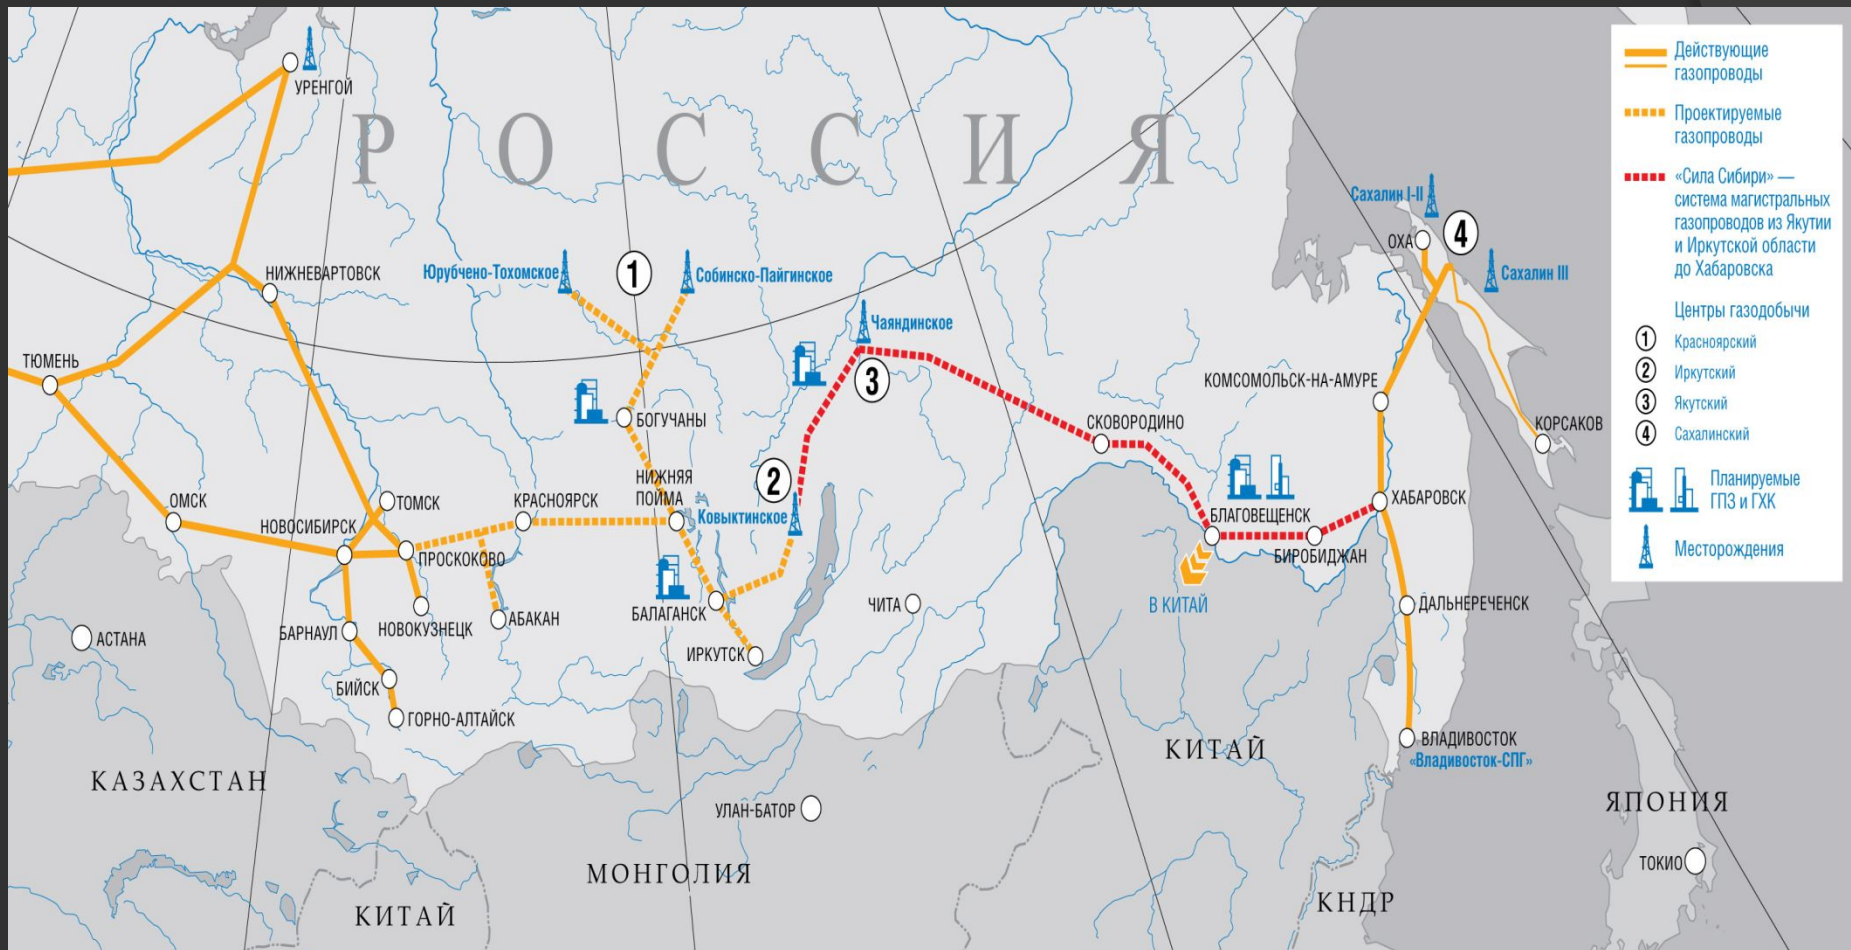 УРЕНГОЙ
РОССИЯ
Сахалин I-II
ОХА
4
Сахалин III
НИЖНЕВАРТОВСК
Юрубчено-Тохомское
1
Собинско-Пайгинское
Чаяндинское
3
ТЮМЕНЬ
КОМСОМОЛЬСК-НА-АМУРЕ
БОГУЧАНЫ
СКОВОРОДИНО
КОРСАКОВ
НИЖНЯЯ
ПОЙМА
2
Ковыктинское
ОМСК
ТОМСК
КРАСНОЯРСК
НОВОСИБИРСК
ПРОСКОКОВО
ХАБАРОВСК
БЛАГОВЕЩЕНСК
БИРОБИДЖАН
В КИТАЙ
БАЛАГАНСК
ЧИТА
ДАЛЬНЕРЕЧЕНСК
АСТАНА
БАРНАУЛ
НОВОКУЗНЕЦК
АБАКАН
ИРКУТСК
БИЙСК
ГОРНО-АЛТАЙСК
ВЛАДИВОСТОК
«Владивосток-СПГ»
КИТАЙ
КАЗАХСТАН
УЛАН-БАТОР
ЯПОНИЯ
МОНГОЛИЯ
ТОКИО
КИТАЙ
КНДР
Действующие
газопроводы
Проектируемые
газопроводы
«Сила Сибири» —
система магистральных
газопроводов из Якутии
и Иркутской области
до Хабаровска
Центры газодобычи
1 Красноярский
2 Иркутский
3 Якутский
4 Сахалинский
Планируемые
ГПЗ и ГХК
Месторождения